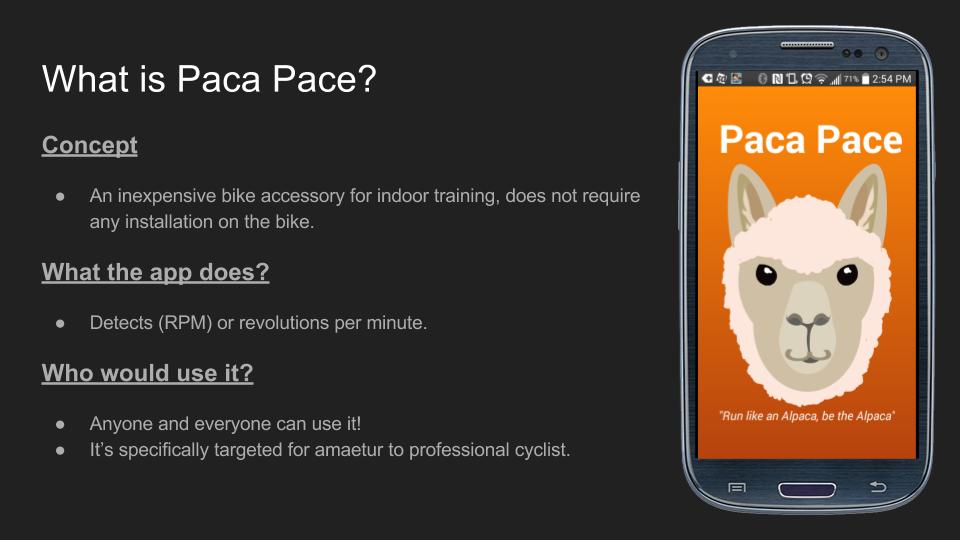 What is Paca Pace?
Concept
● An inexpensive bike accessory for indoor training, does not require
any installation on the bike.
What the app does?
● Detects (RPM) or revolutions per minute.
Who would use it?
● Anyone and everyone can use it!
● It's specifically targeted for amaetur to professional cyclist.
71% 2:54 PM
Paca Pace
"Run like an Alpaca, be the Alpaca"